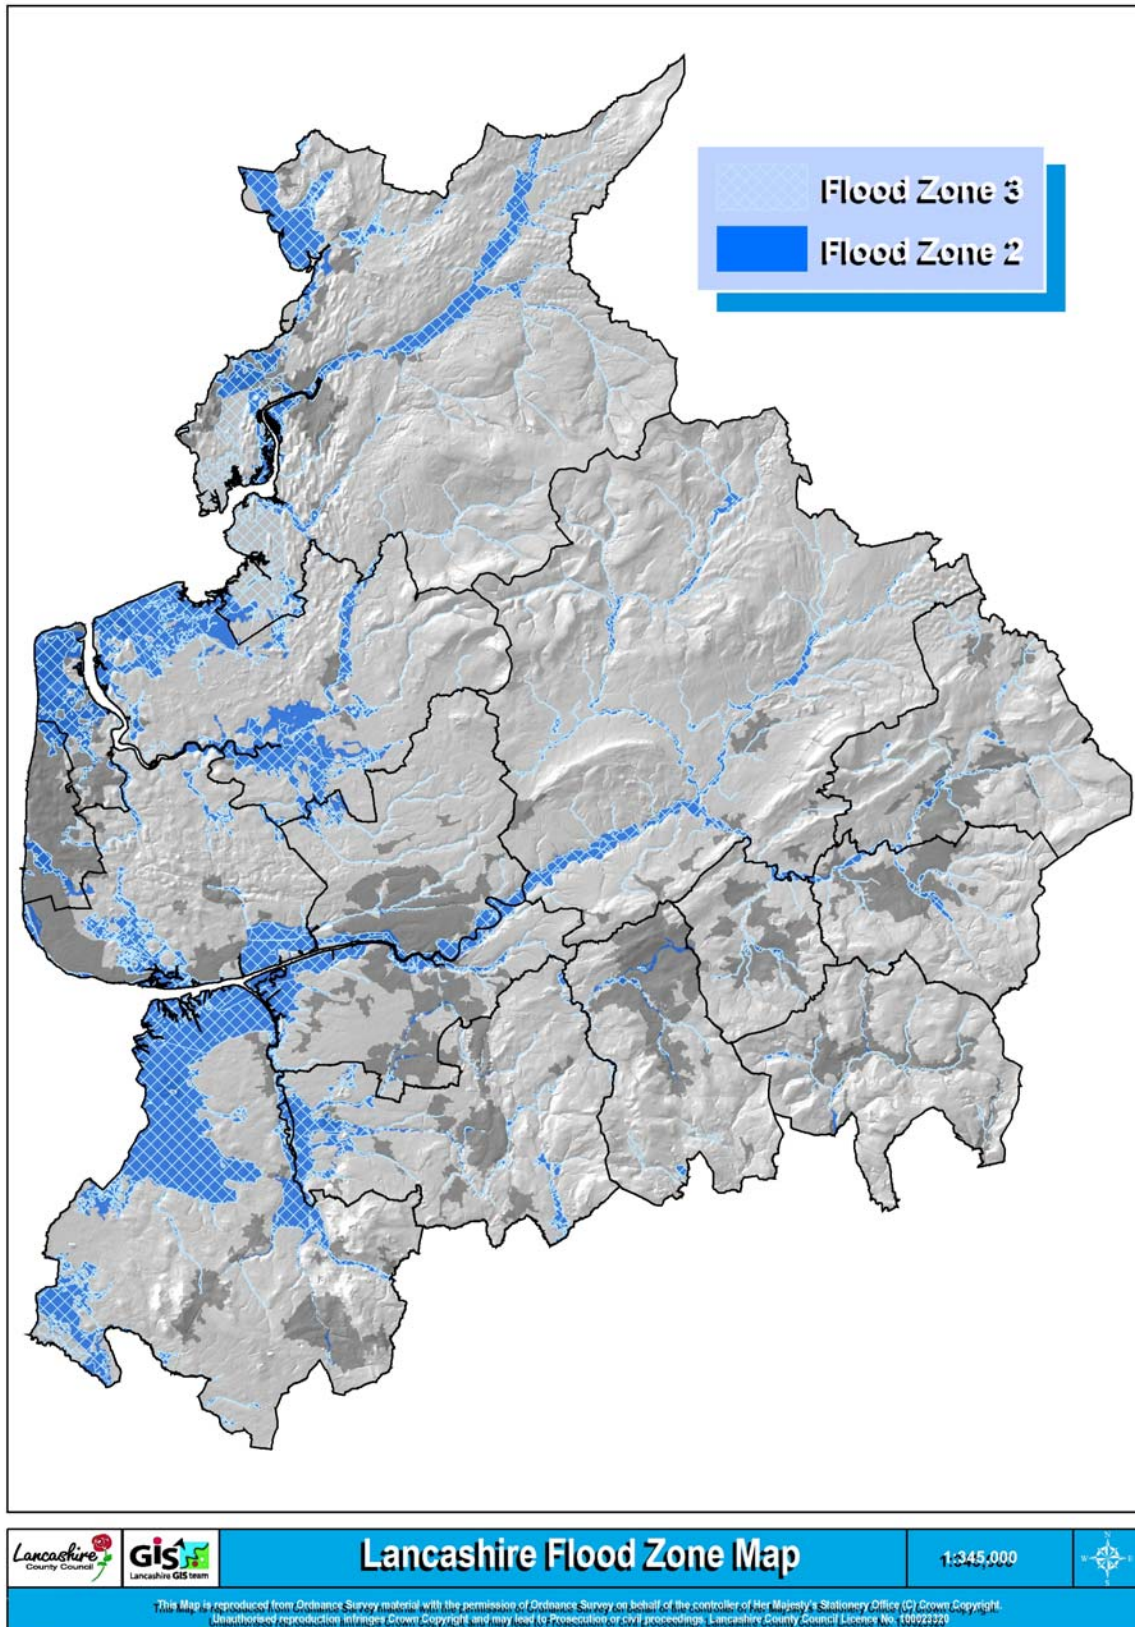 Flood Zone 3
Flood Zone 2
Lancashire
County Council
GIS
Lancashire GIS team
Lancashire Flood Zone Map
1:345,000
N
W E
S
This Map is reproduced from Ordnance Survey material with the permission of Ordnance Survey on behalf of the controller of Her Majesty's Stationery Office (C) Crown Copyright.
Unauthorised reproduction infringes Crown Copyright and may lead to Prosecution or civil proceedings. Lancashire County Council Licence No. 100023320